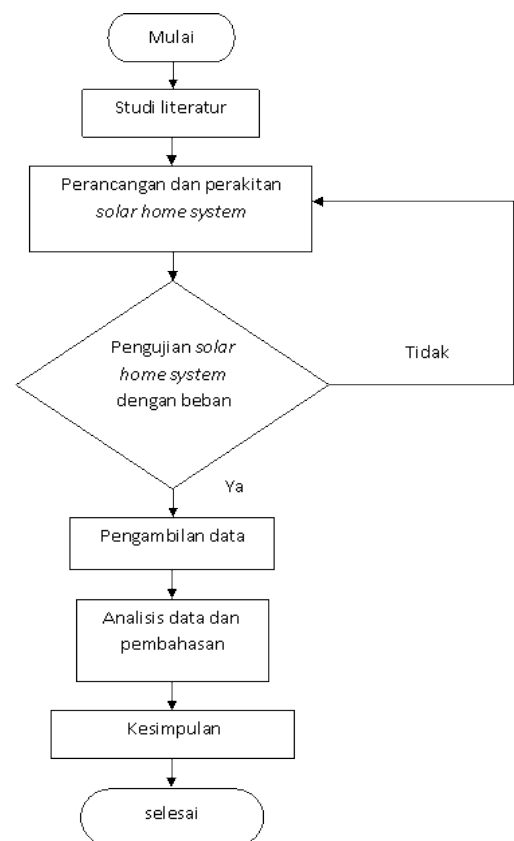 Mulai
Studi literatur
Perancangan dan perakitan
solar home system
Pengujian solar
home system
dengan beban
Tidak
Ya
Pengambilan data
Analisis data dan
pembahasan
Kesimpulan
selesai